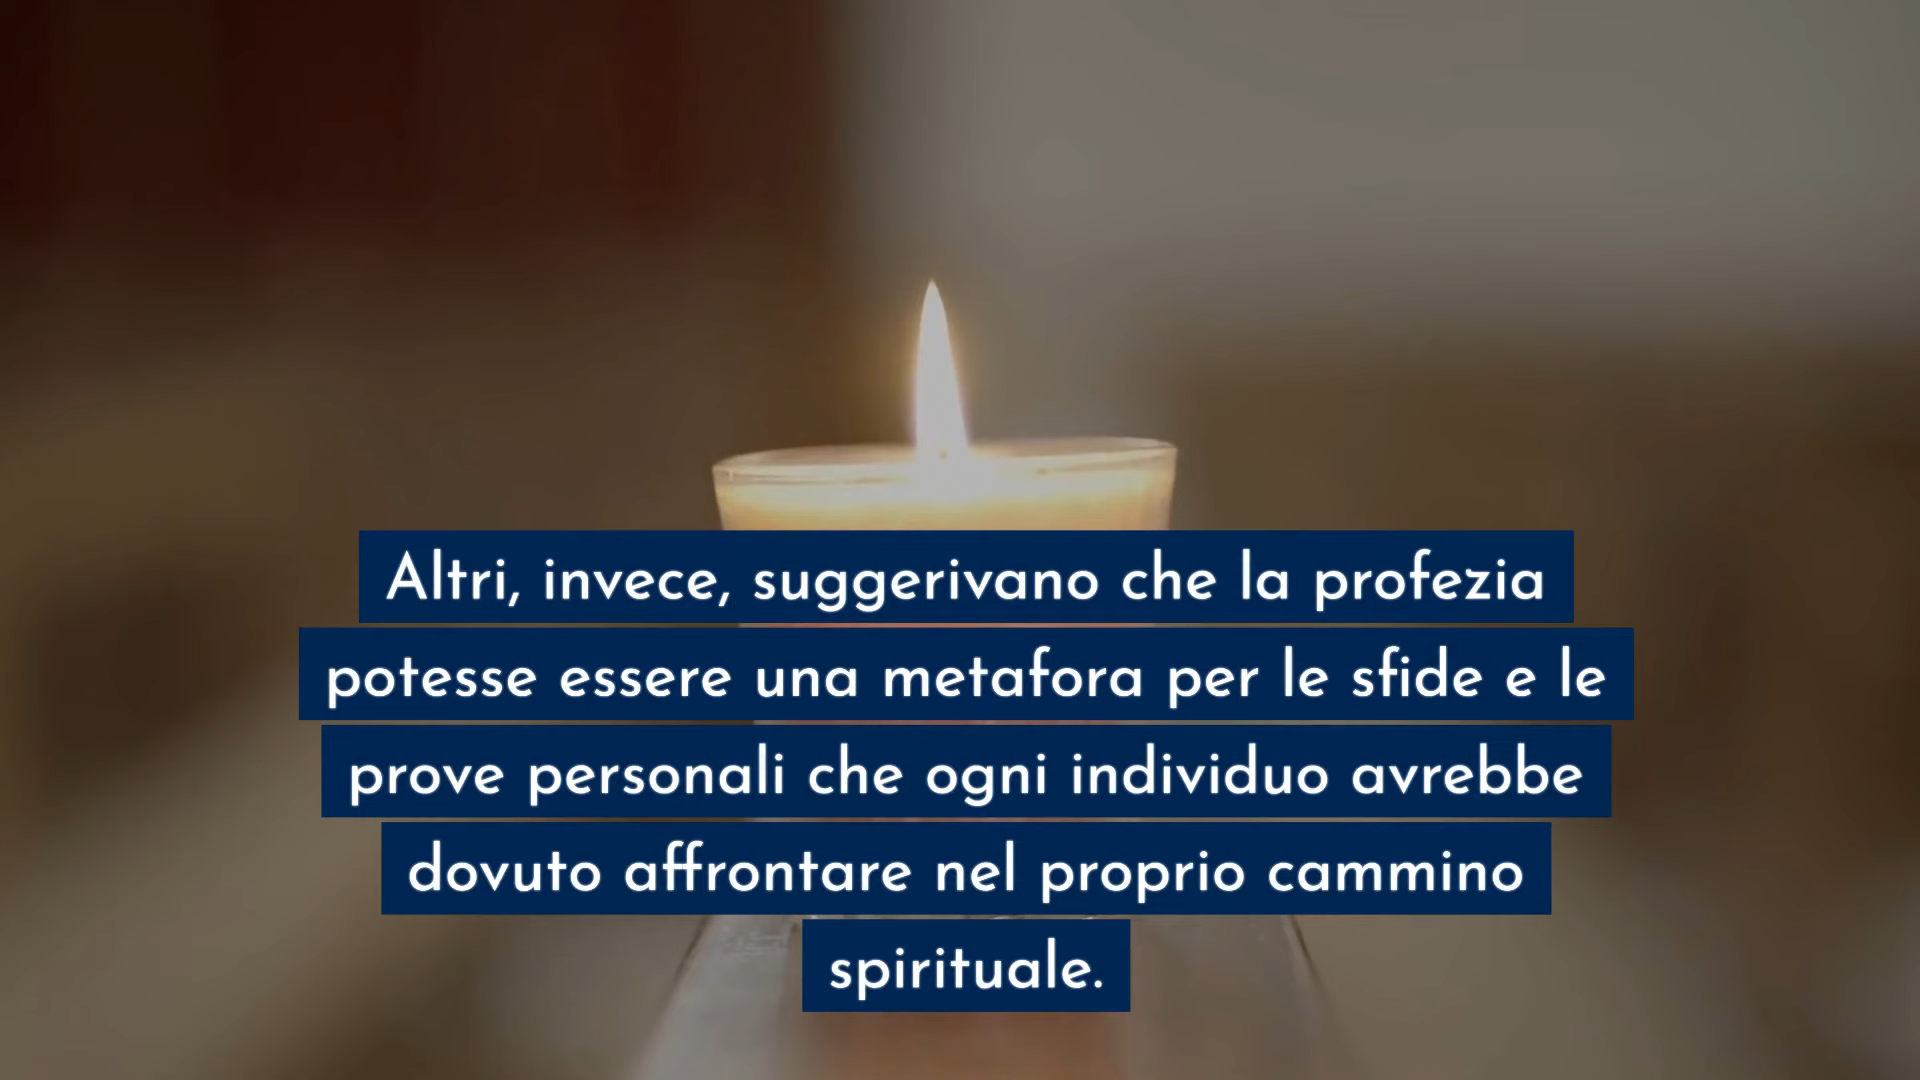 Altri, invece, suggerivano che la profezia
potesse essere una metafora per le sfide e le
prove personali che ogni individuo avrebbe
dovuto affrontare nel proprio cammino
spirituale.